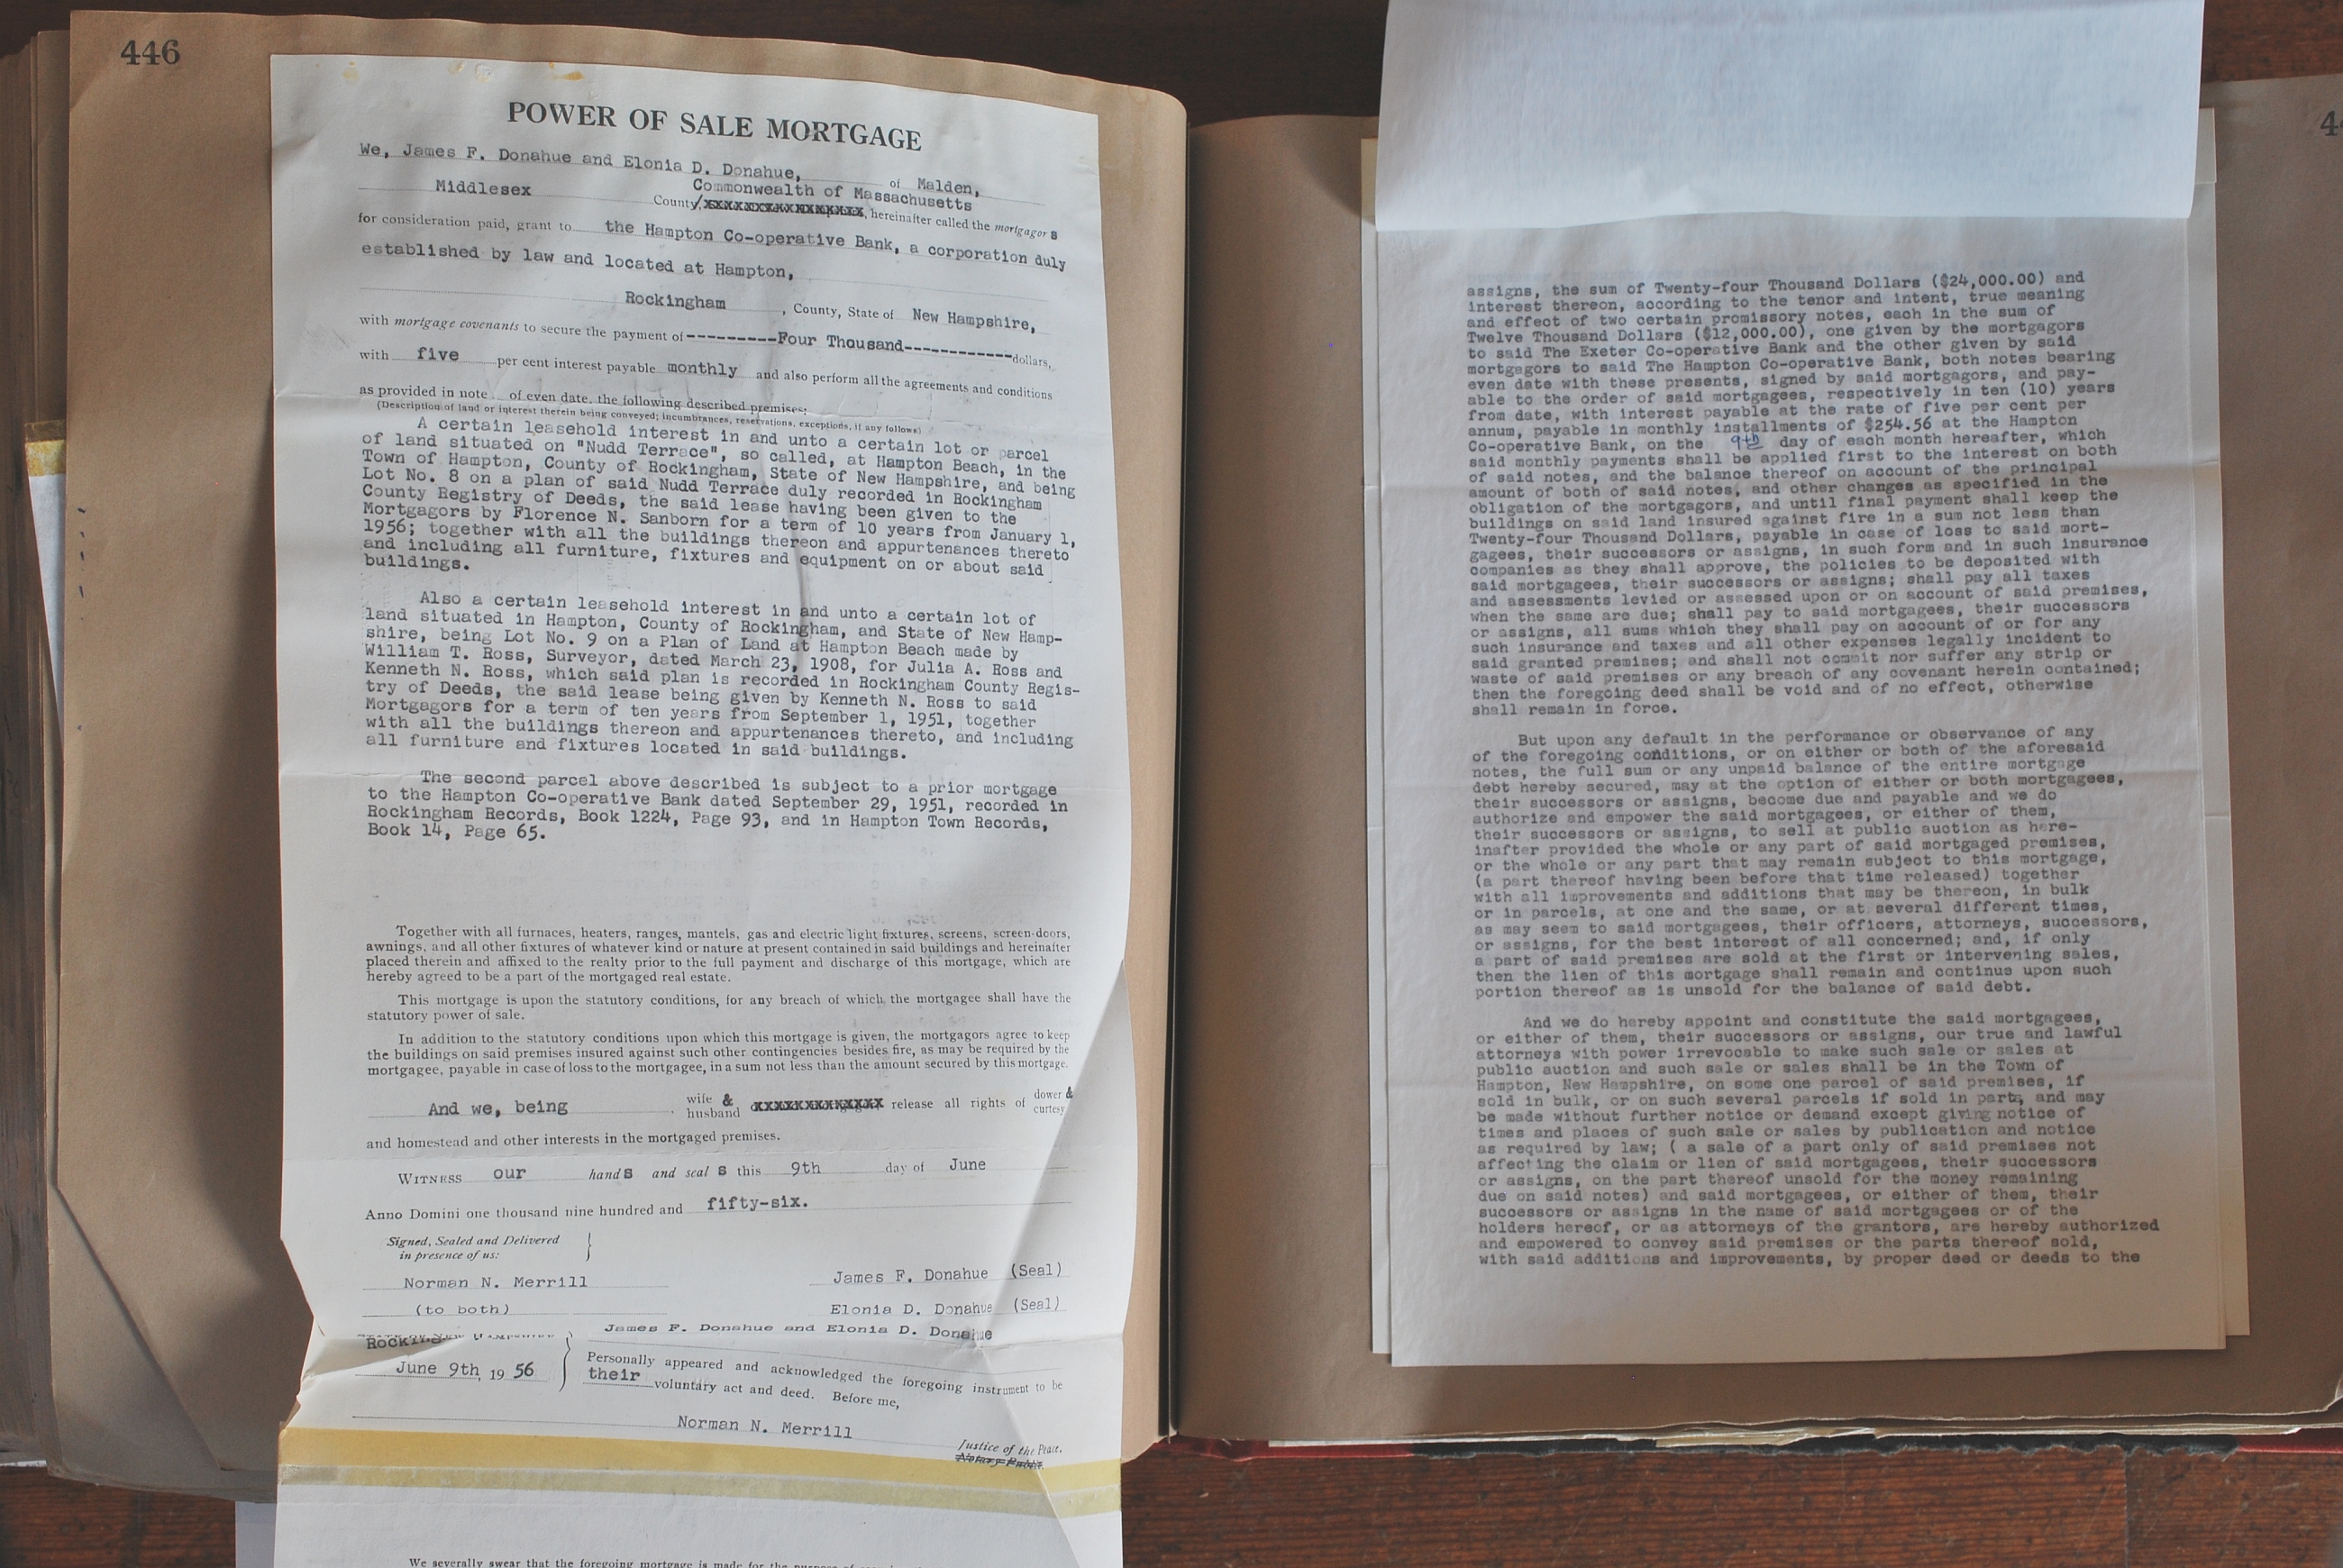 446
POWER OF SALE MORTGAGE
We, James F. Donahue and Elonia D. Donahue, of Malden,
Middlesex County, Commonwealth of Massachusetts
xxxxxxxxxxxxxxxxx, hereinafter called the mortgagors
for consideration paid, grant to the Hampton Co-operative Bank, a corporation duly
established by law and located at Hampton,
Rockingham, County, State of New Hampshire,
with mortgage covenants to secure the payment of ---------Four Thousand------------dollars,
with five per cent interest payable monthly and also perform all the agreements and conditions
as provided in note of even date, the following described premises:
(Description of land or interest therein being conveyed; incumbrances, reservations, exceptions, if any follows)
A certain leasehold interest in and unto a certain lot or parcel
of land situated on "Nudd Terrace", so called, at Hampton Beach, in the
Town of Hampton, County of Rockingham, State of New Hampshire, and being
Lot No. 8 on a plan of said Nudd Terrace duly recorded in Rockingham
County Registry of Deeds, the said lease having been given to the
Mortgagors by Florence N. Sanborn for a term of 10 years from January 1,
1956; together with all the buildings thereon and appurtenances thereto
and including all furniture, fixtures and equipment on or about said
buildings.
Also a certain leasehold interest in and unto a certain lot of
land situated in Hampton, County of Rockingham, and State of New Hamp-
shire, being Lot No. 9 on a Plan of Land at Hampton Beach made by
William T. Ross, Surveyor, dated March 23, 1908, for Julia A. Ross and
Kenneth N. Ross, which said plan is recorded in Rockingham County Regis-
try of Deeds, the said lease being given by Kenneth N. Ross to said
Mortgagors for a term of ten years from September 1, 1951, together
with all the buildings thereon and appurtenances thereto, and including
all furniture and fixtures located in said buildings.
The second parcel above described is subject to a prior mortgage
to the Hampton Co-operative Bank dated September 29, 1951, recorded in
Rockingham Records, Book 1224, Page 93, and in Hampton Town Records,
Book 14, Page 65.
Together with all furnaces, heaters, ranges, mantels, gas and electric light fixtures, screens, screen-doors,
awnings, and all other fixtures of whatever kind or nature at present contained in said buildings and hereinafter
placed therein and affixed to the realty prior to the full payment and discharge of this mortgage, which are
hereby agreed to be a part of the mortgaged real estate.
This mortgage is upon the statutory conditions, for any breach of which the mortgagee shall have the
statutory power of sale.
In addition to the statutory conditions upon which this mortgage is given, the mortgagors agree to keep
the buildings on said premises insured against such other contingencies besides fire, as may be required by the
mortgagee, payable in case of loss to the mortgagee, in a sum not less than the amount secured by this mortgage.
And we, being, wife & husband xxxxxxxxxxxxx release all rights of dower & curtesy
and homestead and other interests in the mortgaged premises.
WITNESS our hands and seals this 9th day of June
Anno Domini one thousand nine hundred and fifty-six.
Signed, Sealed and Delivered
in presence of us:
Norman N. Merrill James F. Donahue (Seal)
(to both) Elonia D. Donahue (Seal)
James F. Donahue and Elonia D. Donahue
June 9th, 19 56 Personally appeared and acknowledged the foregoing instrument to be
their voluntary act and deed. Before me,
Norman N. Merrill
Justice of the Peace.
Notary Public.
We severally swear that the foregoing mortgage is made for the
assigns, the sum of Twenty-four Thousand Dollars ($24,000.00) and
interest thereon, according to the tenor and intent, true meaning
and effect of two certain promissory notes, each in the sum of
Twelve Thousand Dollars ($12,000.00), one given by the mortgagors
to said The Exeter Co-operative Bank and the other given by said
mortgagors to said The Hampton Co-operative Bank, both notes bearing
even date with these presents, signed by said mortgagors, and pay-
able to the order of said mortgagees, respectively in ten (10) years
from date, with interest payable at the rate of five per cent per
annum, payable in monthly installments of $254.56 at the Hampton
Co-operative Bank, on the 9th day of each month hereafter, which
said monthly payments shall be applied first to the interest on both
of said notes, and the balance thereof on account of the principal
amount of both of said notes, and other changes as specified in the
obligation of the mortgagors, and until final payment shall keep the
buildings on said land insured against fire in a sum not less than
Twenty-four Thousand Dollars, payable in case of loss to said mort-
gagees, their successors or assigns, in such form and in such insurance
companies as they shall approve, the policies to be deposited with
said mortgagees, their successors or assigns; shall pay all taxes
and assessments levied or assessed upon or on account of said premises,
when the same are due; shall pay to said mortgagees, their successors
or assigns, all sums which they shall pay on account of or for any
such insurance and taxes and all other expenses legally incident to
said granted premises; and shall not commit nor suffer any strip or
waste of said premises or any breach of any covenant herein contained;
then the foregoing deed shall be void and of no effect, otherwise
shall remain in force.
But upon any default in the performance or observance of any
of the foregoing conditions, or on either or both of the aforesaid
notes, the full sum or any unpaid balance of the entire mortgage
debt hereby secured, may at the option of either or both mortgagees,
their successors or assigns, become due and payable and we do
authorize and empower the said mortgagees, or either of them,
their successors or assigns, to sell at public auction as here-
inafter provided the whole or any part of said mortgaged premises,
or the whole or any part that may remain subject to this mortgage,
(a part thereof having been before that time released) together
with all improvements and additions that may be thereon, in bulk
or in parcels, at one and the same, or at several different times,
as may seem to said mortgagees, their officers, attorneys, successors,
or assigns, for the best interest of all concerned; and, if only
a part of said premises are sold at the first or intervening sales,
then the lien of this mortgage shall remain and continue upon such
portion thereof as is unsold for the balance of said debt.
And we do hereby appoint and constitute the said mortgagees,
or either of them, their successors or assigns, our true and lawful
attorneys with power irrevocable to make such sale or sales at
public auction and such sale or sales shall be in the Town of
Hampton, New Hampshire, on some one parcel of said premises, if
sold in bulk, or on such several parcels if sold in part, and may
be made without further notice or demand except giving notice of
times and places of such sale or sales by publication and notice
as required by law; ( a sale of a part only of said premises not
affecting the claim or lien of said mortgagees, their successors
or assigns, on the part thereof unsold for the money remaining
due on said notes) and said mortgagees, or either of them, their
successors or assigns in the name of said mortgagees or of the
holders hereof, or as attorneys of the grantors, are hereby authorized
and empowered to convey said premises or the parts thereof sold,
with said additions and improvements, by proper deed or deeds to the